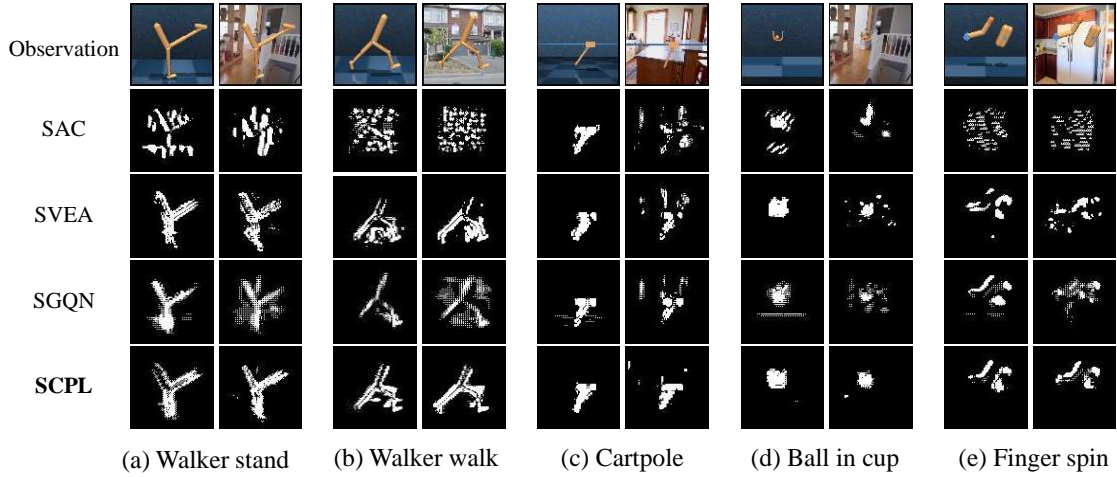 Observation
SAC
SVEA
SGQN
SCPL
(a) Walker stand (b) Walker walk (c) Cartpole (d) Ball in cup (e) Finger spin